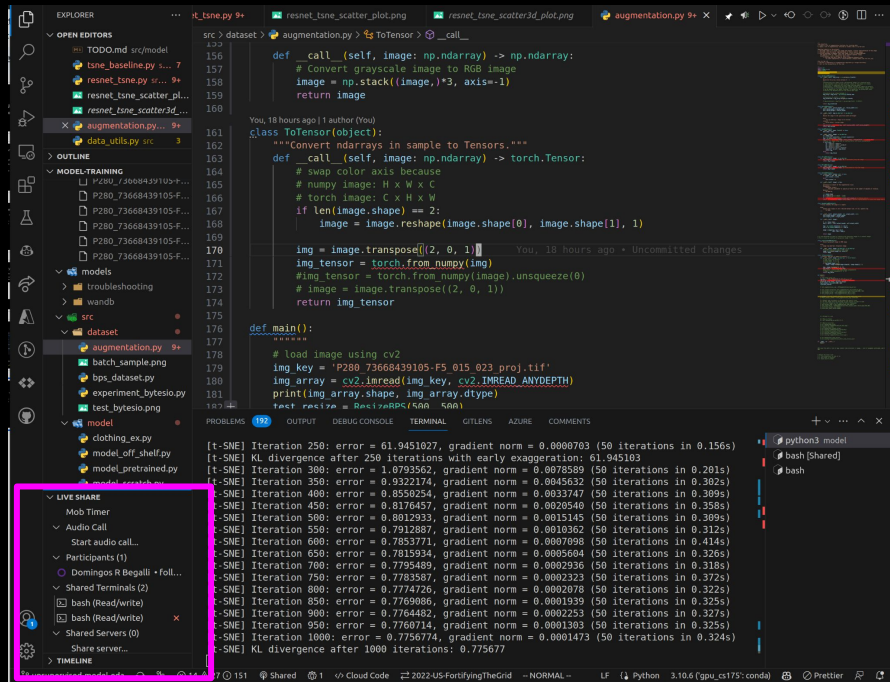 EXPLORER
OPEN EDITORS
TODO.md src/model
tsne_baseline.py s... 7
resnet_tsne.py sr... 9+
resnet_tsne_scatter_pl...
resnet_tsne_scatter3d_...
augmentation.py... 9+
data_utils.py src 3
OUTLINE
MODEL-TRAINING
P280_73668439105-F...
P280_73668439105-F...
P280_73668439105-F...
P280_73668439105-F...
P280_73668439105-F...
models
troubleshooting
wandb
src
dataset
augmentation.py 9+
batch_sample.png
bps_dataset.py
experiment_bytesio.py
test_bytesio.png
model
clothing_ex.py
model_off_shelf.py
model_pretrained.py
model_scratch.py
LIVE SHARE
Mob Timer
Audio Call
Start audio call...
Participants (1)
Domingos R Begalli • foll...
Shared Terminals (2)
bash (Read/write)
bash (Read/write)
Shared Servers (0)
Share server...
TIMELINE
et_tsne.py 9+ resnet_tsne_scatter_plot.png resnet_tsne_scatter3d_plot.png augmentation.py 9+
src > dataset > augmentation.py > ToTensor > __call__
155
156 def __call__(self, image: np.ndarray) -> np.ndarray:
157 # Convert grayscale image to RGB image
158 image = np.stack((image,)*3, axis=-1)
159 return image
160
You, 18 hours ago | 1 author (You)
161 class ToTensor(object):
162 """Convert ndarrays in sample to Tensors."""
163 def __call__(self, image: np.ndarray) -> torch.Tensor:
164 # swap color axis because
165 # numpy image: H x W x C
166 # torch image: C x H x W
167 if len(image.shape) == 2:
168 image = image.reshape(image.shape[0], image.shape[1], 1)
169
170 img = image.transpose((2, 0, 1)) You, 18 hours ago • Uncommitted changes
171 img_tensor = torch.from_numpy(img)
172 #img_tensor = torch.from_numpy(image).unsqueeze(0)
173 # image = image.transpose((2, 0, 1))
174 return img_tensor
175
176 def main():
177 """"""
178 # load image using cv2
179 img_key = 'P280_73668439105-F5_015_023_proj.tif'
180 img_array = cv2.imread(img_key, cv2.IMREAD_ANYDEPTH)
181 print(img_array.shape, img_array.dtype)
182 test_resize = ResizeBPS(500, 500)
PROBLEMS 192 OUTPUT DEBUG CONSOLE TERMINAL GITLENS AZURE COMMENTS
[t-SNE] Iteration 250: error = 61.9451027, gradient norm = 0.0000703 (50 iterations in 0.156s)
[t-SNE] KL divergence after 250 iterations with early exaggeration: 61.945103
[t-SNE] Iteration 300: error = 1.0793562, gradient norm = 0.0078589 (50 iterations in 0.201s)
[t-SNE] Iteration 350: error = 0.9322174, gradient norm = 0.0045632 (50 iterations in 0.302s)
[t-SNE] Iteration 400: error = 0.8550254, gradient norm = 0.0033747 (50 iterations in 0.309s)
[t-SNE] Iteration 450: error = 0.8176457, gradient norm = 0.0020540 (50 iterations in 0.358s)
[t-SNE] Iteration 500: error = 0.8012933, gradient norm = 0.0015145 (50 iterations in 0.309s)
[t-SNE] Iteration 550: error = 0.7912887, gradient norm = 0.0010362 (50 iterations in 0.312s)
[t-SNE] Iteration 600: error = 0.7853771, gradient norm = 0.0007098 (50 iterations in 0.414s)
[t-SNE] Iteration 650: error = 0.7815934, gradient norm = 0.0005604 (50 iterations in 0.326s)
[t-SNE] Iteration 700: error = 0.7795489, gradient norm = 0.0002936 (50 iterations in 0.318s)
[t-SNE] Iteration 750: error = 0.7783587, gradient norm = 0.0002323 (50 iterations in 0.372s)
[t-SNE] Iteration 800: error = 0.7774726, gradient norm = 0.0002078 (50 iterations in 0.322s)
[t-SNE] Iteration 850: error = 0.7769086, gradient norm = 0.0001939 (50 iterations in 0.325s)
[t-SNE] Iteration 900: error = 0.7764482, gradient norm = 0.0002253 (50 iterations in 0.327s)
[t-SNE] Iteration 950: error = 0.7760714, gradient norm = 0.0001303 (50 iterations in 0.325s)
[t-SNE] Iteration 1000: error = 0.7756774, gradient norm = 0.0001473 (50 iterations in 0.324s)
[t-SNE] KL divergence after 1000 iterations: 0.775677
python3 model
bash [Shared]
bash
1
27 151 Shared 1 Cloud Code 2022-US-FortifyingTheGrid -- NORMAL -- LF Python 3.10.6 ('gpu_cs175': conda) Prettier